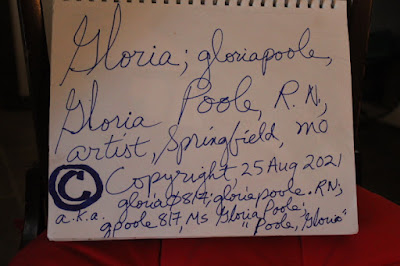 Gloria; gloriapoole,
Gloria Poole, R.N,
artist, Springfield, mo
© Copyright, 25 Aug 2021
gloria0817; gloriapoole.RN;
a.k.a. gpoole817, Ms Gloria Poole;
"Poole, Gloria"